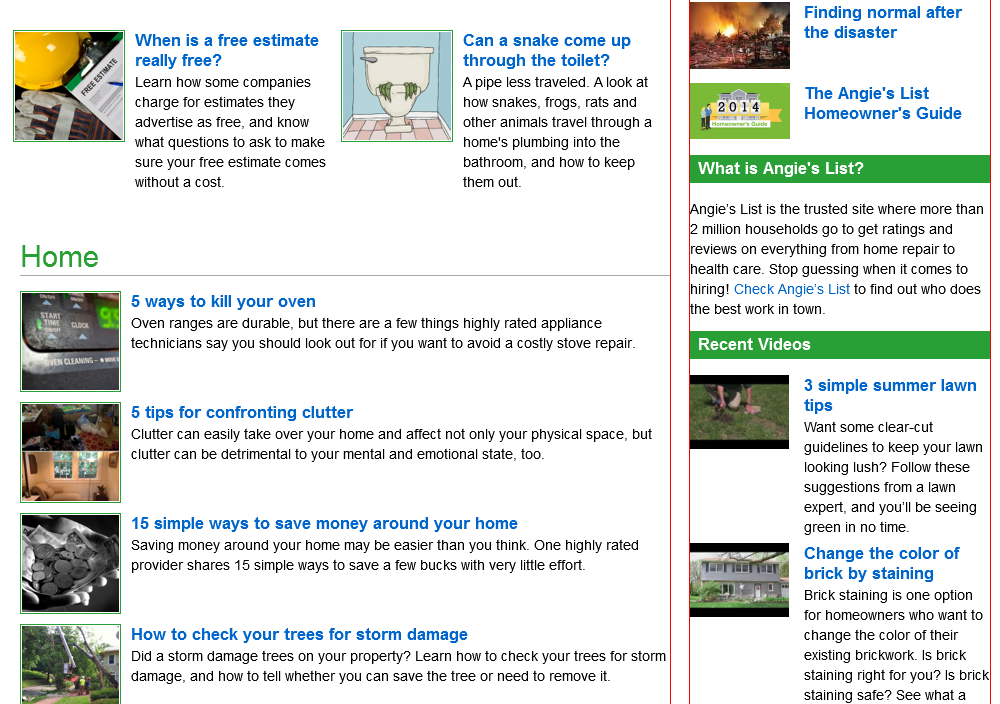 When is a free estimate
really free?
Learn how some companies
charge for estimates they
advertise as free, and know
what questions to ask to make
sure your free estimate comes
without a cost.
FREE ESTIMATE
Can a snake come up
through the toilet?
A pipe less traveled. A look at
how snakes, frogs, rats and
other animals travel through a
home's plumbing into the
bathroom, and how to keep
them out.
Home
5 ways to kill your oven
Oven ranges are durable, but there are a few things highly rated appliance
technicians say you should look out for if you want to avoid a costly stove repair.
START
TIME
ON/OFF
CLOCK
OVEN CLEANING
5 tips for confronting clutter
Clutter can easily take over your home and affect not only your physical space, but
clutter can be detrimental to your mental and emotional state, too.
15 simple ways to save money around your home
Saving money around your home may be easier than you think. One highly rated
provider shares 15 simple ways to save a few bucks with very little effort.
How to check your trees for storm damage
Did a storm damage trees on your property? Learn how to check your trees for storm
damage, and how to tell whether you can save the tree or need to remove it.
Finding normal after
the disaster
2014
Homeowner's Guide
The Angie's List
Homeowner's Guide
What is Angie's List?
Angie's List is the trusted site where more than
2 million households go to get ratings and
reviews on everything from home repair to
health care. Stop guessing when it comes to
hiring! Check Angie's List to find out who does
the best work in town.
Recent Videos
3 simple summer lawn
tips
Want some clear-cut
guidelines to keep your lawn
looking lush? Follow these
suggestions from a lawn
expert, and you'll be seeing
green in no time.
Change the color of
brick by staining
Brick staining is one option
for homeowners who want to
change the color of their
existing brickwork. Is brick
staining right for you? Is brick
staining safe? See what a